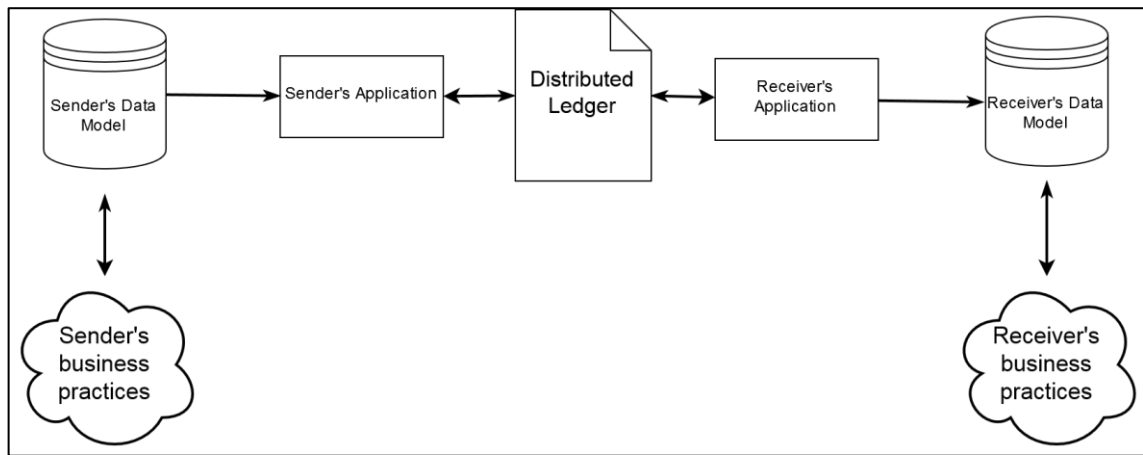 Sender's Data
Model
Sender's Application
Distributed
Ledger
Receiver's
Application
Receiver's Data
Model
Sender's
business
practices
Receiver's
business
practices